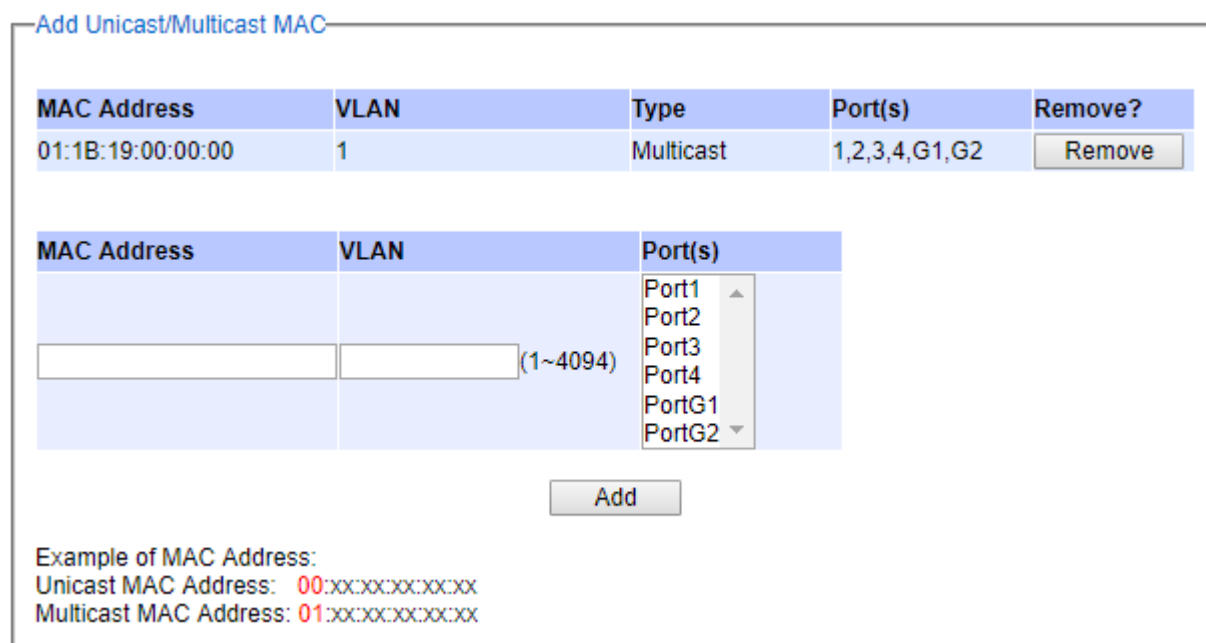 Add Unicast/Multicast MAC
MAC Address VLAN Type Port(s) Remove?
01:1B:19:00:00:00 1 Multicast 1,2,3,4,G1,G2 Remove
MAC Address VLAN Port(s)
Port1
Port2
Port3
(1~4094)
Port4
PortG1
PortG2
Add
Example of MAC Address:
Unicast MAC Address: 00:xx:xx:xx:xx:xx
Multicast MAC Address: 01:xx:xx:xx:xx:xx